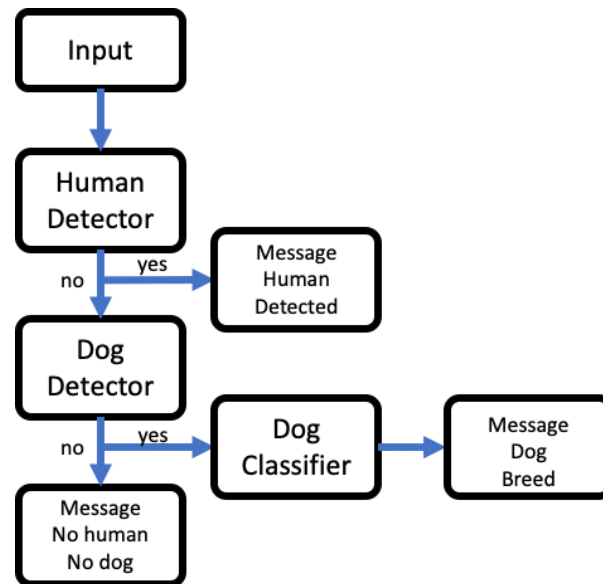 Input
Human
Detector
yes
no
Message
Human
Detected
Dog
Detector
yes
no
Dog
Classifier
Message
Dog
Breed
Message
No human
No dog